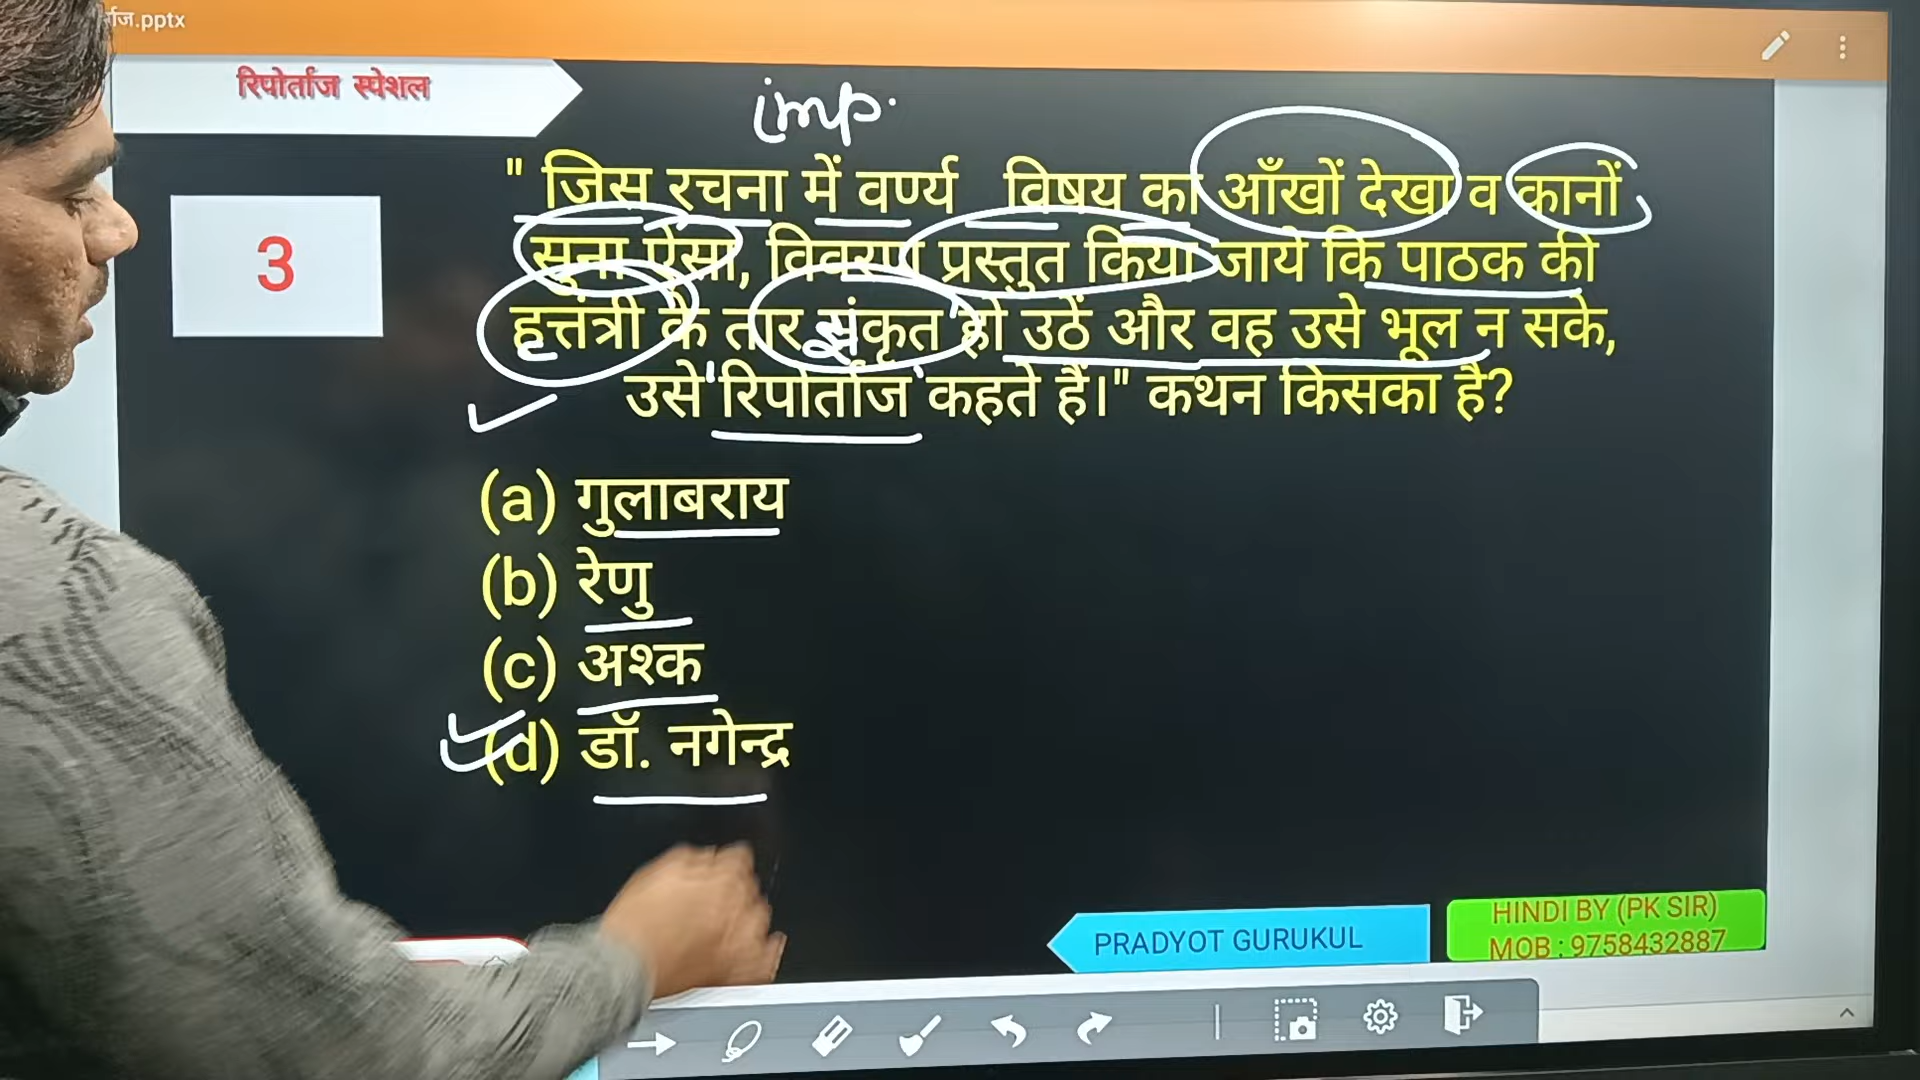 र्ताज.pptx
रिपोर्ताज स्पेशल
imp.
3
" जिस रचना में वर्ण्य विषय का आँखों देखा व कानों
सुना ऐसा, विवरण प्रस्तुत किया जाये कि पाठक की
हत्तंत्री के तार झंकृत हो उठें और वह उसे भूल न सके,
उसे 'रिपोर्ताज' कहते हैं।" कथन किसका है?
(a) गुलाबराय
(b) रेणु
(c) अश्क
(d) डॉ. नगेन्द्र
PRADYOT GURUKUL
HINDI BY (PK SIR)
MOB : 9758432887